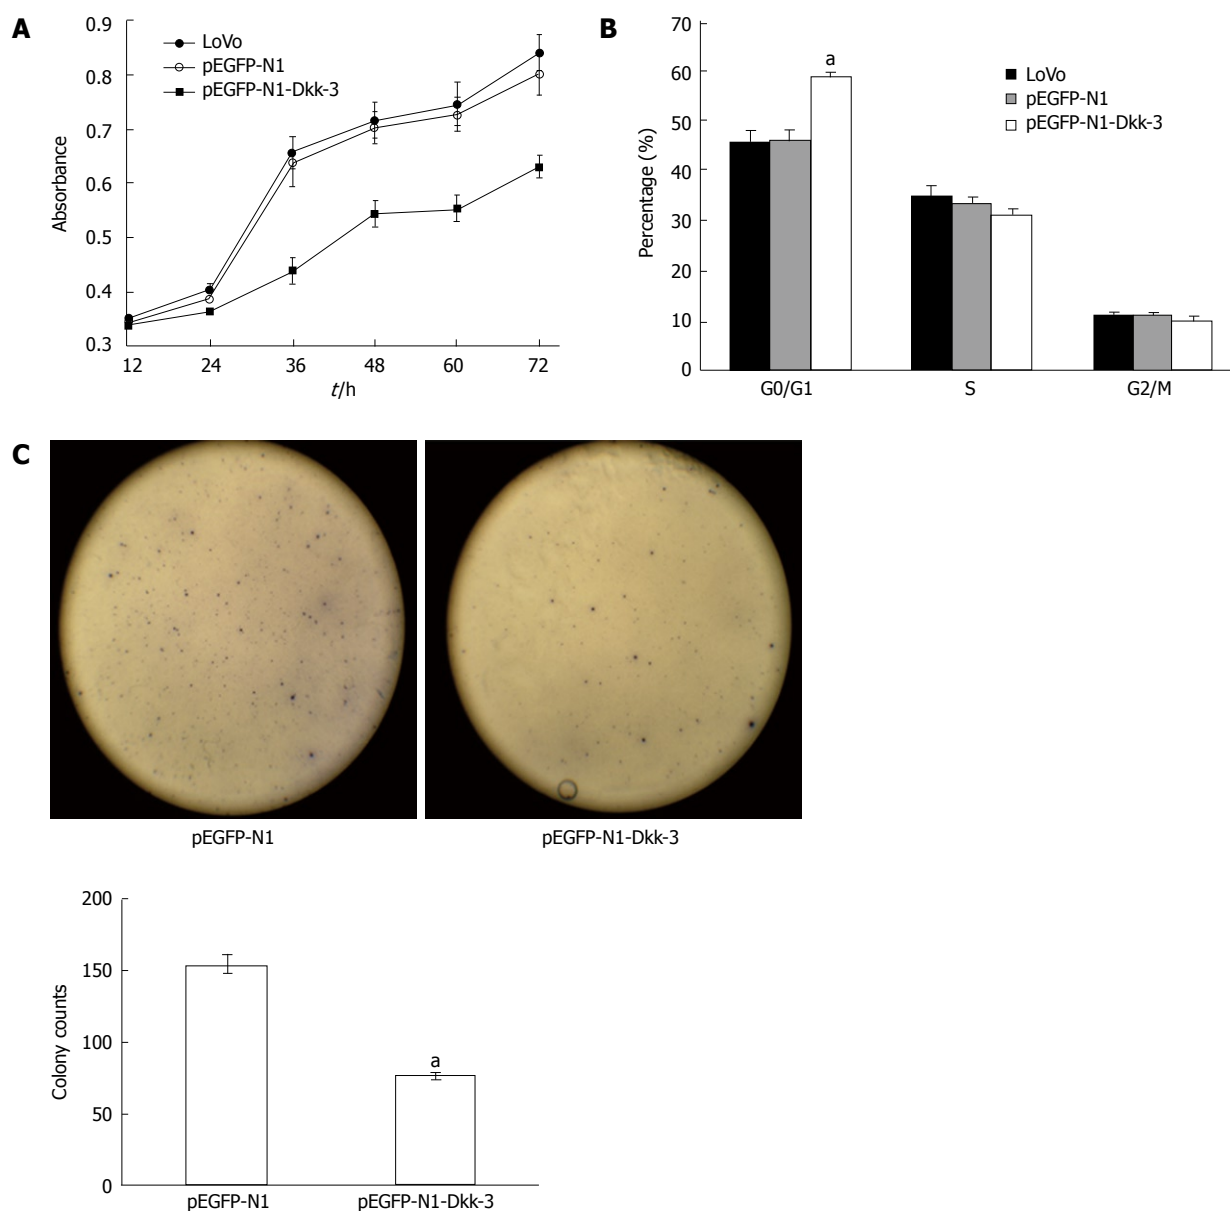 A
0.9
0.8
0.7
0.6
0.5
0.4
0.3
Absorbance
LoVo
pEGFP-N1
pEGFP-N1-Dkk-3
12 24 36 48 60 72
t/h
B
70
60
50
40
30
20
10
0
Percentage (%)
a
LoVo
pEGFP-N1
pEGFP-N1-Dkk-3
G0/G1 S G2/M
C
pEGFP-N1 pEGFP-N1-Dkk-3
200
150
100
50
0
Colony counts
a
pEGFP-N1 pEGFP-N1-Dkk-3